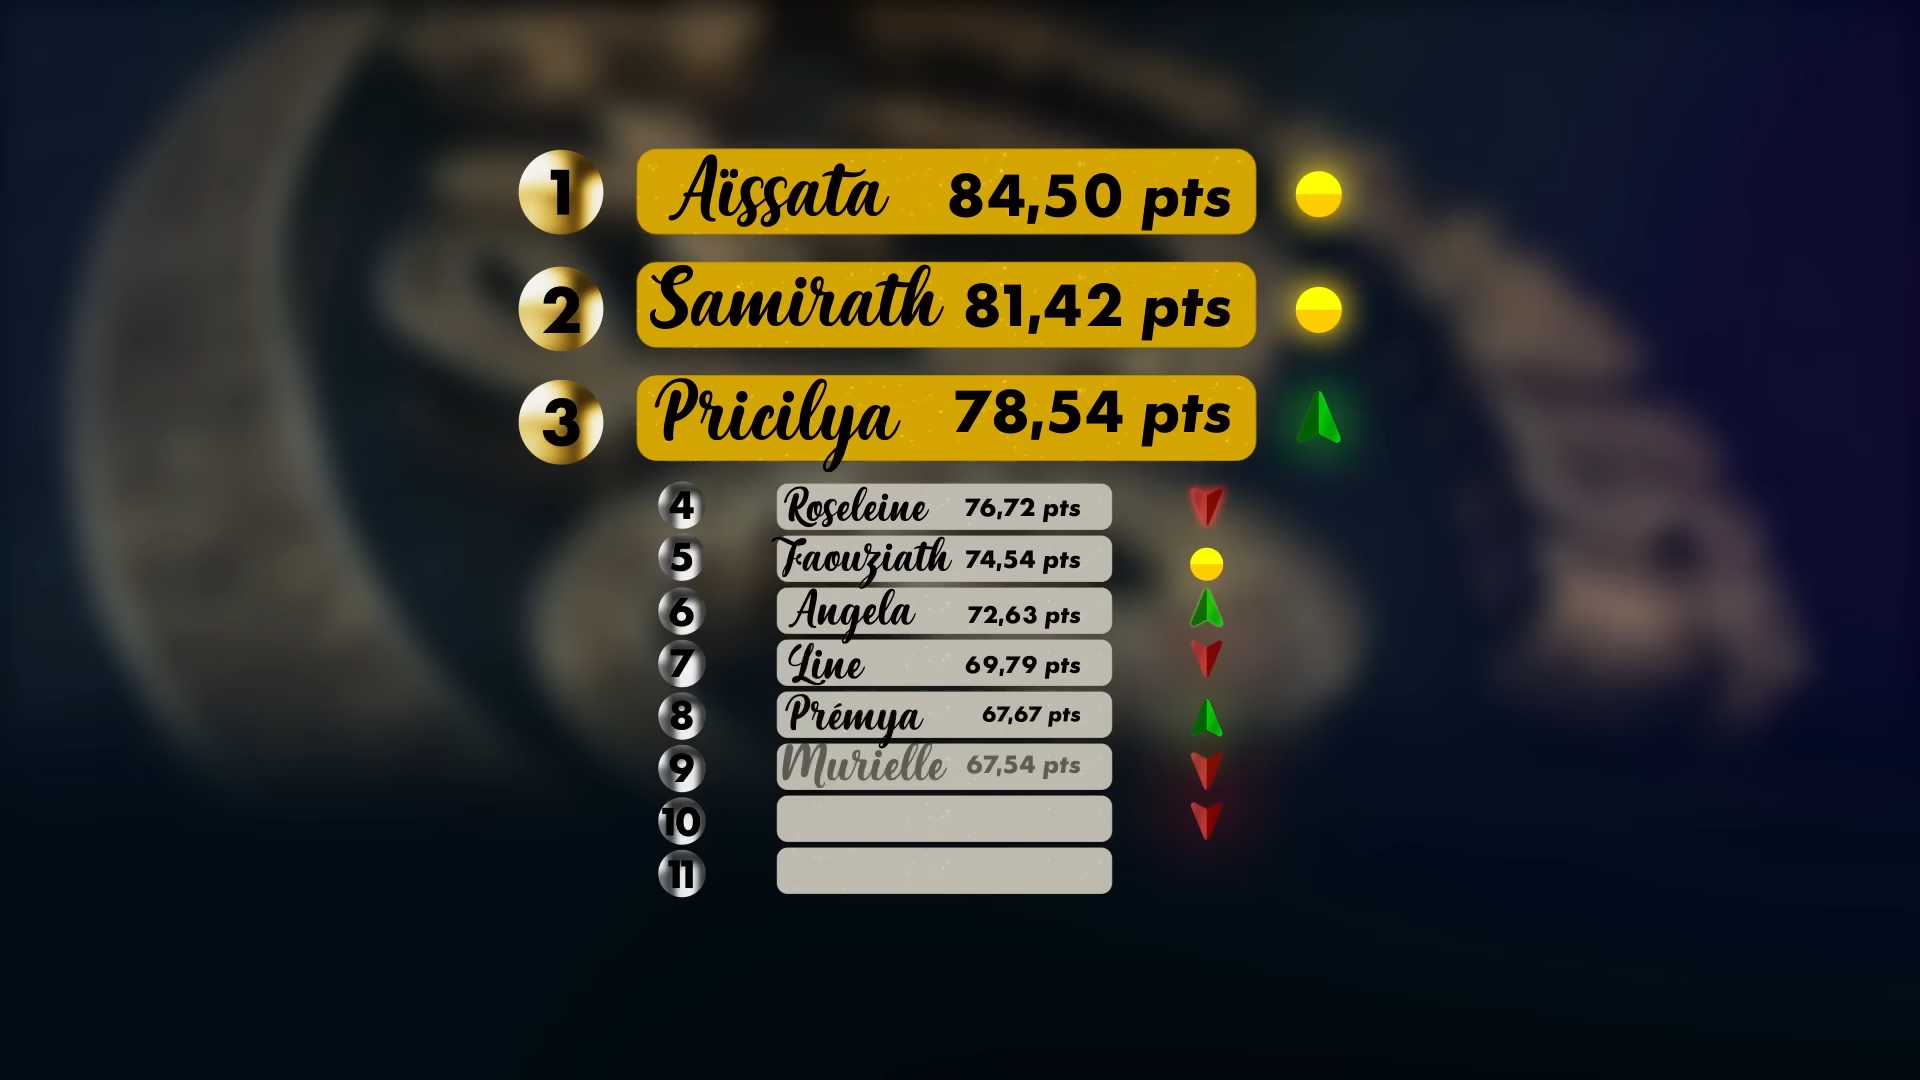 1 Aïssata 84,50 pts
2 Samirath 81,42 pts
3 Pricilya 78,54 pts
4 Roseleine 76,72 pts
5 Faouziath 74,54 pts
6 Angela 72,63 pts
7 Line 69,79 pts
8 Prémya 67,67 pts
9 Murielle 67,54 pts
10
11